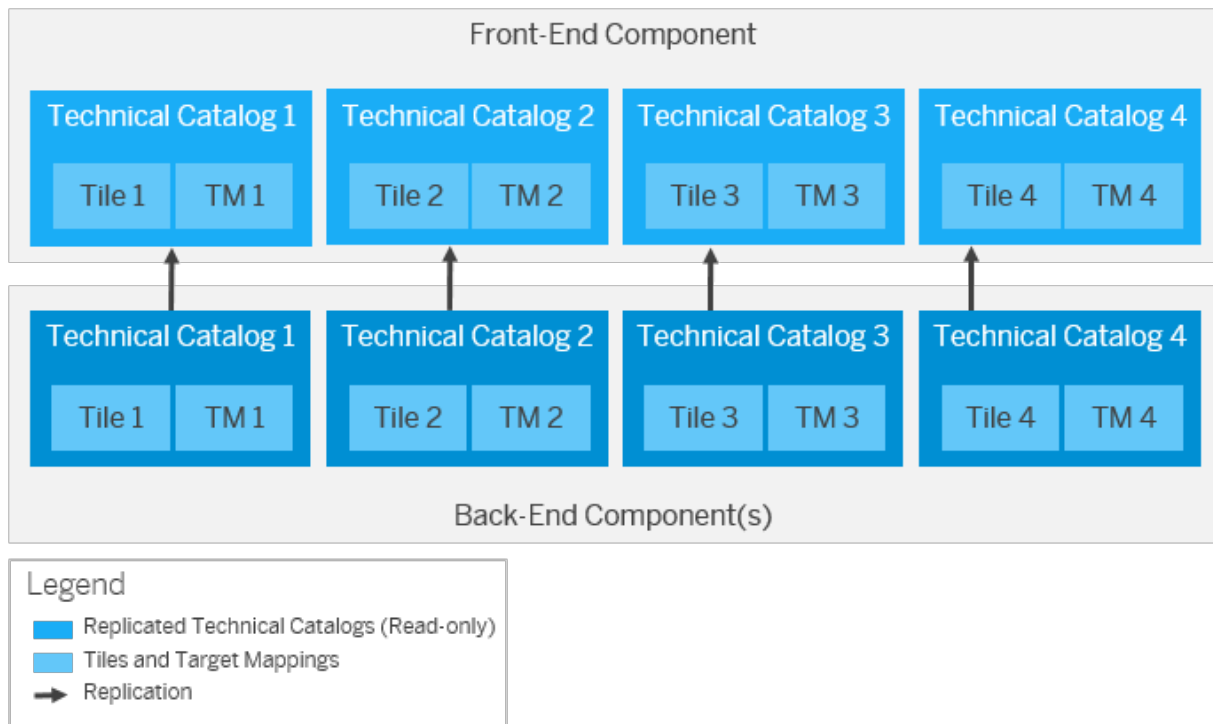 Front-End Component
Technical Catalog 1
Technical Catalog 2
Technical Catalog 3
Technical Catalog 4
Tile 1
TM 1
Tile 2
TM 2
Tile 3
TM 3
Tile 4
TM 4
Technical Catalog 1
Technical Catalog 2
Technical Catalog 3
Technical Catalog 4
Tile 1
TM 1
Tile 2
TM 2
Tile 3
TM 3
Tile 4
TM 4
Back-End Component(s)
Legend
Replicated Technical Catalogs (Read-only)
Tiles and Target Mappings
Replication